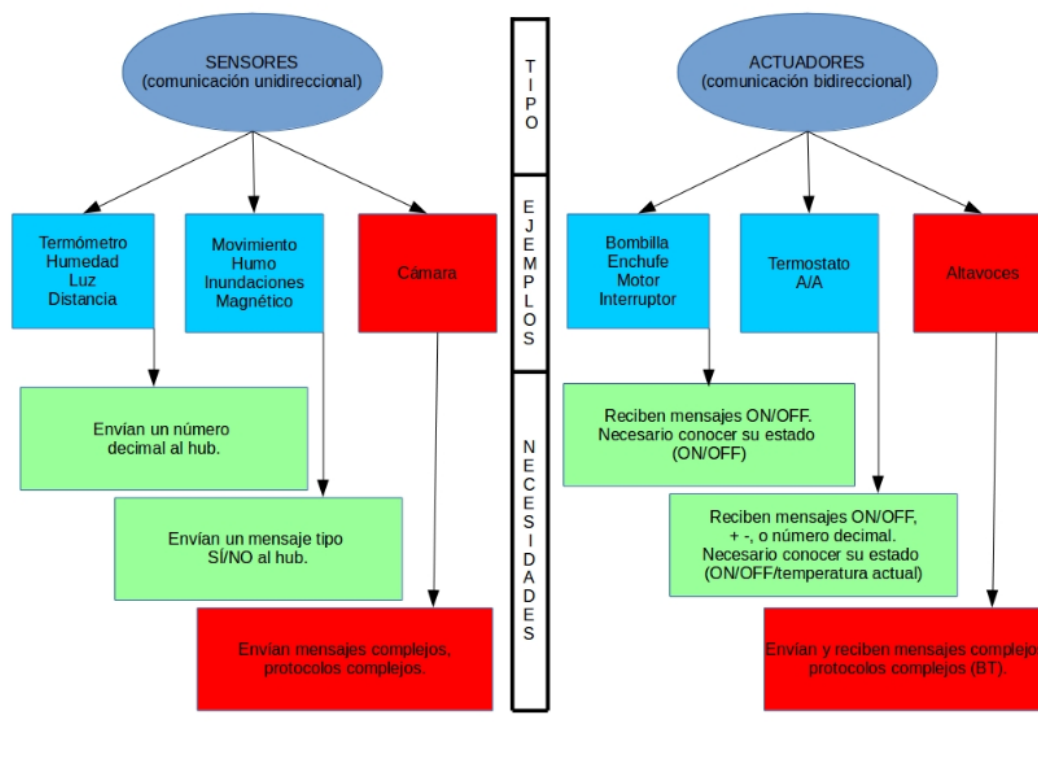 SENSORES
(comunicación unidireccional)
Termómetro
Humedad
Luz
Distancia
Movimiento
Humo
Inundaciones
Magnético
Cámara
Envían un número
decimal al hub.
Envían un mensaje tipo
SÍ/NO al hub.
Envían mensajes complejos,
protocolos complejos.
TIPO
EJEMPLOS
NECESIDADES
ACTUADORES
(comunicación bidireccional)
Bombilla
Enchufe
Motor
Interruptor
Termostato
A/A
Altavoces
Reciben mensajes ON/OFF.
Necesario conocer su estado
(ON/OFF)
Reciben mensajes ON/OFF,
+ -, o número decimal.
Necesario conocer su estado
(ON/OFF/temperatura actual)
Envían y reciben mensajes complejo
protocolos complejos (BT).